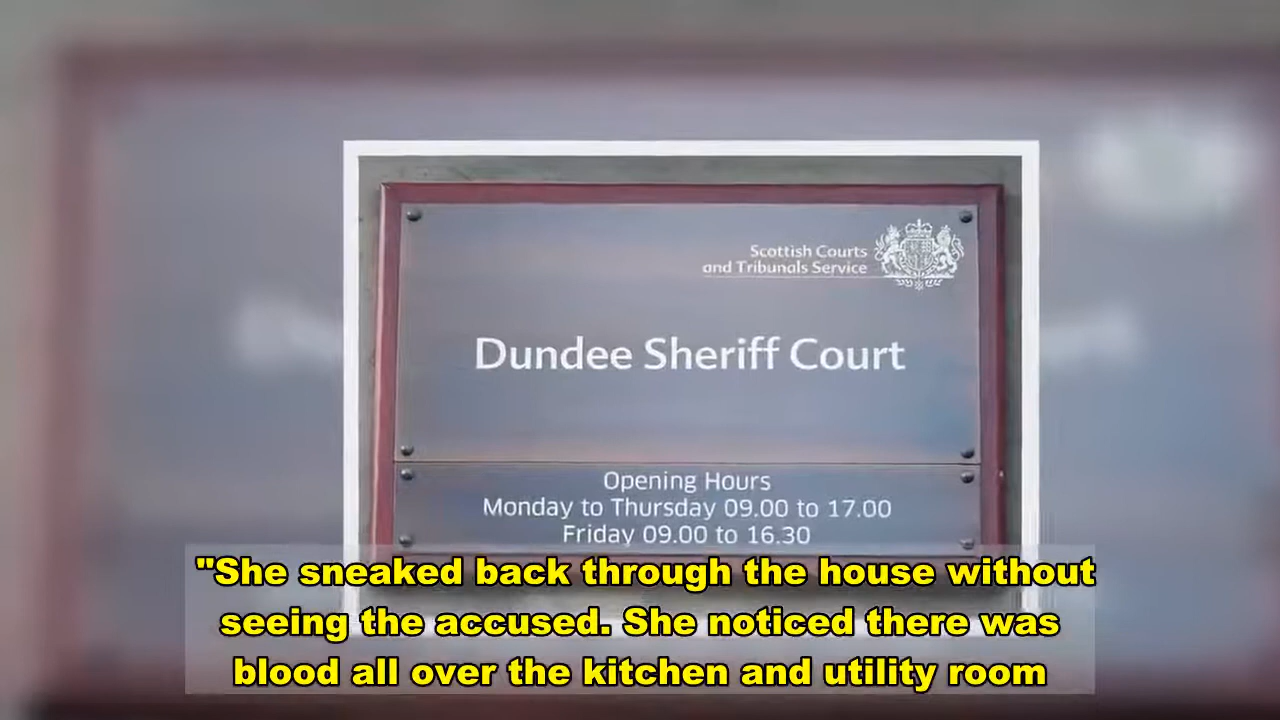 Scottish Courts
and Tribunals Service
Dundee Sheriff Court
Opening Hours
Monday to Thursday 09.00 to 17.00
Friday 09.00 to 16.30
"She sneaked back through the house without
seeing the accused. She noticed there was
blood all over the kitchen and utility room